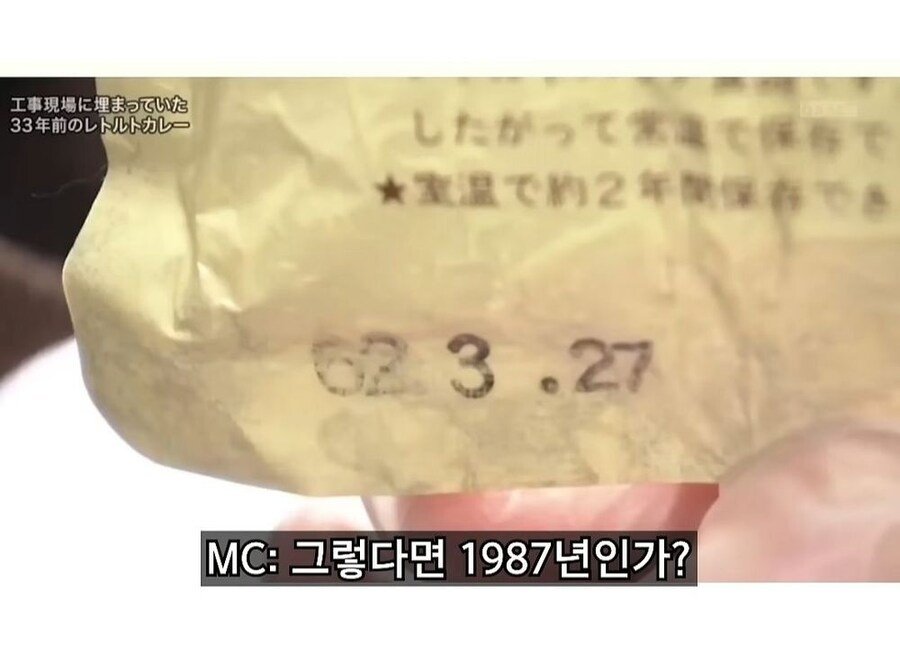 工事現場に埋まっていた
33年前のレトルトカレー
したがって常温で保存で
★室温で約2年間保存でき
62 3 .27
MC: 그렇다면 1987년인가?